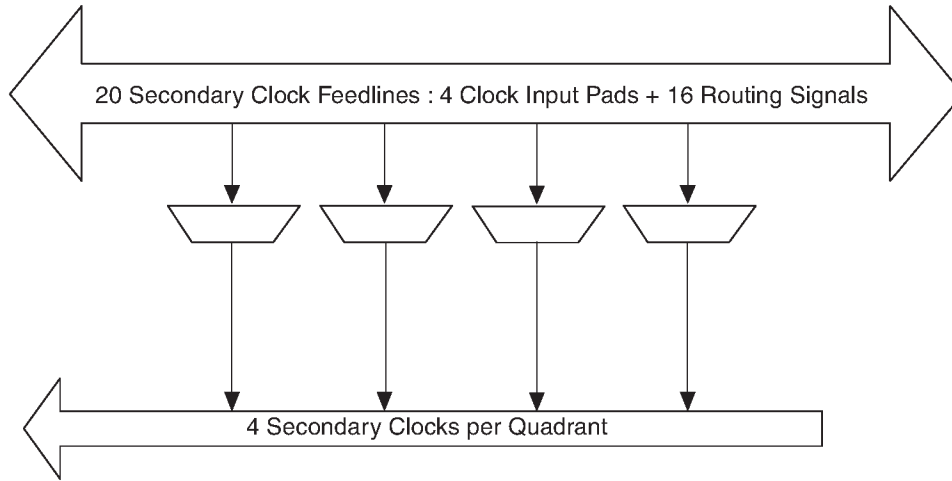 20 Secondary Clock Feedlines : 4 Clock Input Pads + 16 Routing Signals
4 Secondary Clocks per Quadrant